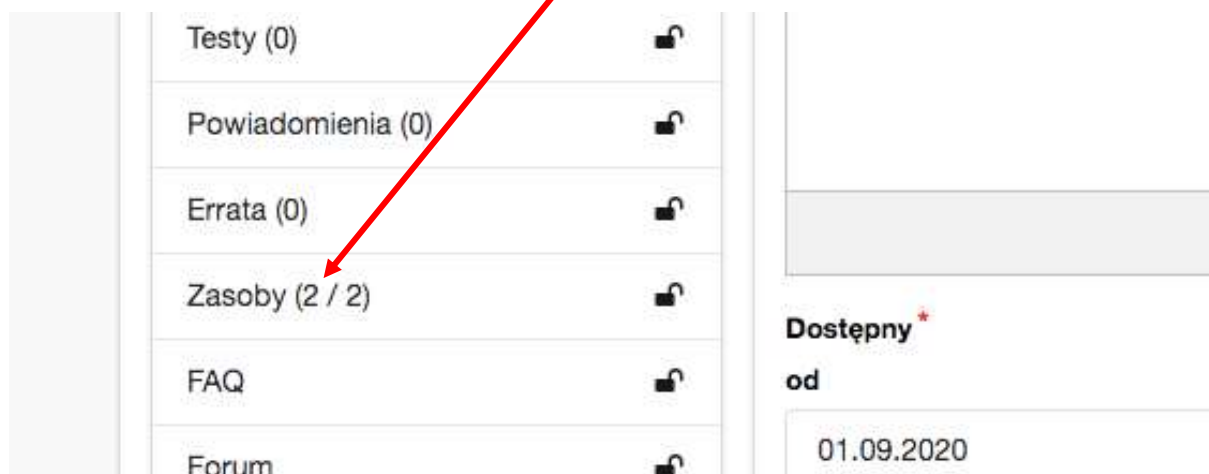 Testy (0)
Powiadomienia (0)
Errata (0)
Zasoby (2 / 2)
FAQ
Forum
Dostępny *
od
01.09.2020